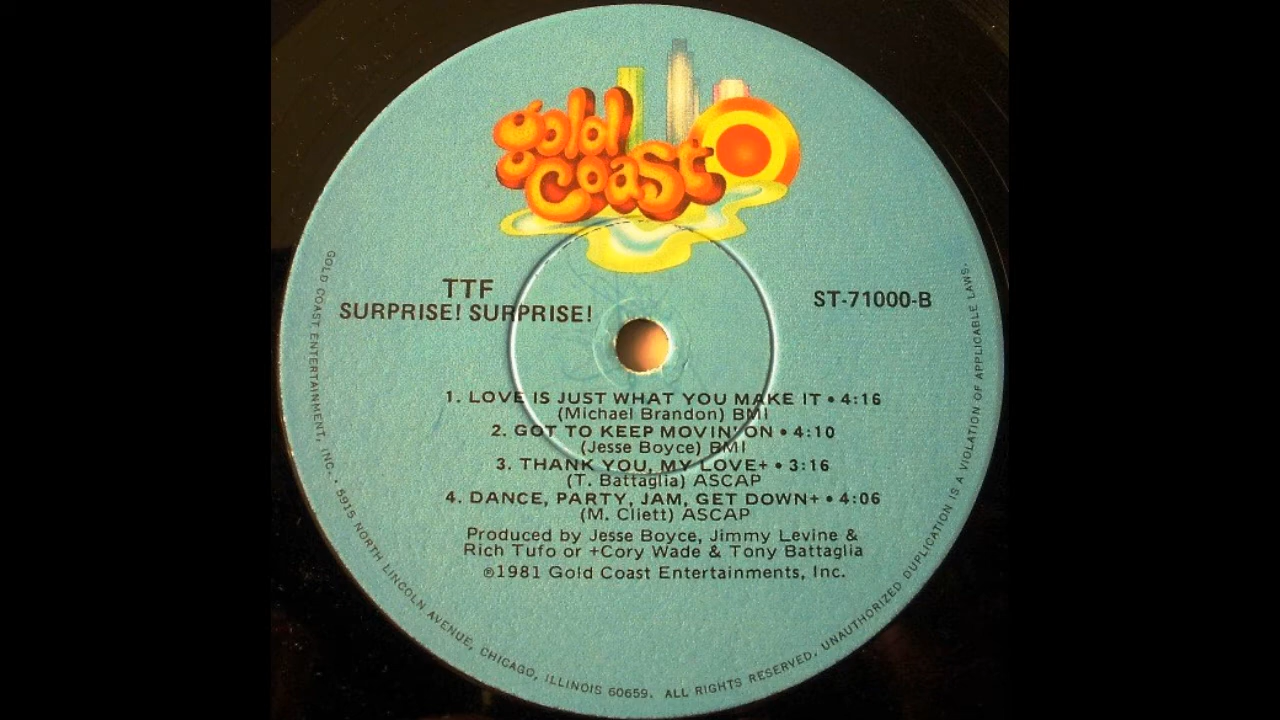 gold
coast
TTF
SURPRISE! SURPRISE!
ST-71000-B
1. LOVE IS JUST WHAT YOU MAKE IT • 4:16
(Michael Brandon) BMI
2. GOT TO KEEP MOVIN' ON • 4:10
(Jesse Boyce) BMI
3. THANK YOU, MY LOVE+ • 3:16
(T. Battaglia) ASCAP
4. DANCE, PARTY, JAM, GET DOWN+ • 4:06
(M. Cliett) ASCAP
Produced by Jesse Boyce, Jimmy Levine &
Rich Tufo or +Cory Wade & Tony Battaglia
℗1981 Gold Coast Entertainments, Inc.
GOLD COAST ENTERTAINMENT, INC. • 5915 NORTH LINCOLN AVENUE, CHICAGO, ILLINOIS 60659. ALL RIGHTS RESERVED. UNAUTHORIZED DUPLICATION IS A VIOLATION OF APPLICABLE LAWS.